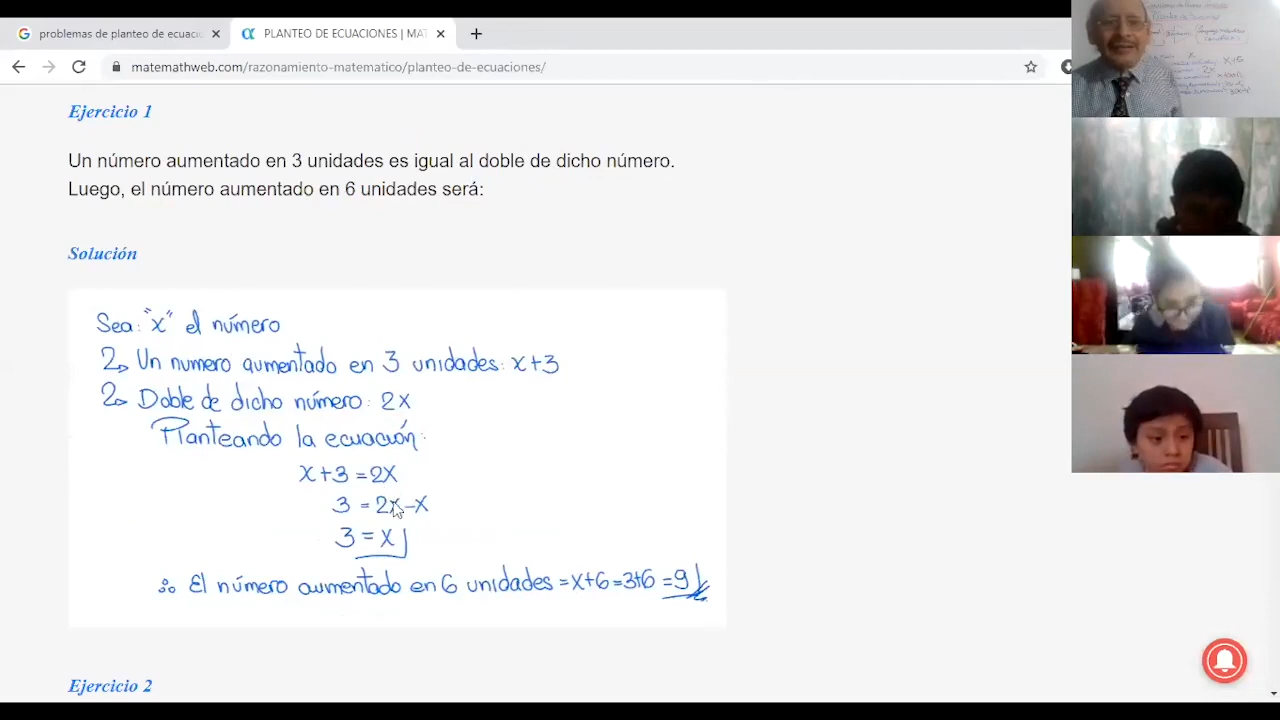 problemas de planteo de ecuaci
PLANTEO DE ECUACIONES | MAT
matemathweb.com/razonamiento-matematico/planteo-de-ecuaciones/
Ejercicio 1
Un número aumentado en 3 unidades es igual al doble de dicho número.
Luego, el número aumentado en 6 unidades será:
Solución
Sea: "x" el número
Un numero aumentado en 3 unidades: x+3
Doble de dicho número: 2x
Planteando la ecuación:
x+3 = 2x
3 = 2x-x
3 = x
∴ El número aumentado en 6 unidades = x+6 = 3+6 = 9
Ejercicio 2
x+5
2x